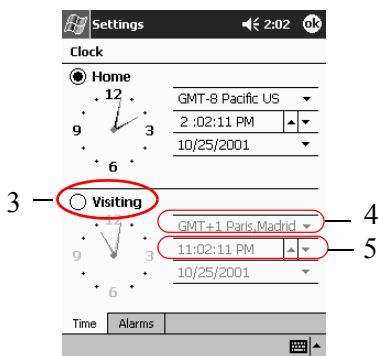 Settings 2:02 ok
Clock
Home
12
9 3
6
GMT-8 Pacific US
2 :02:11 PM
10/25/2001
3 Visiting
12
9 3
6
GMT+1 Paris,Madrid 4
11:02:11 PM 5
10/25/2001
Time Alarms